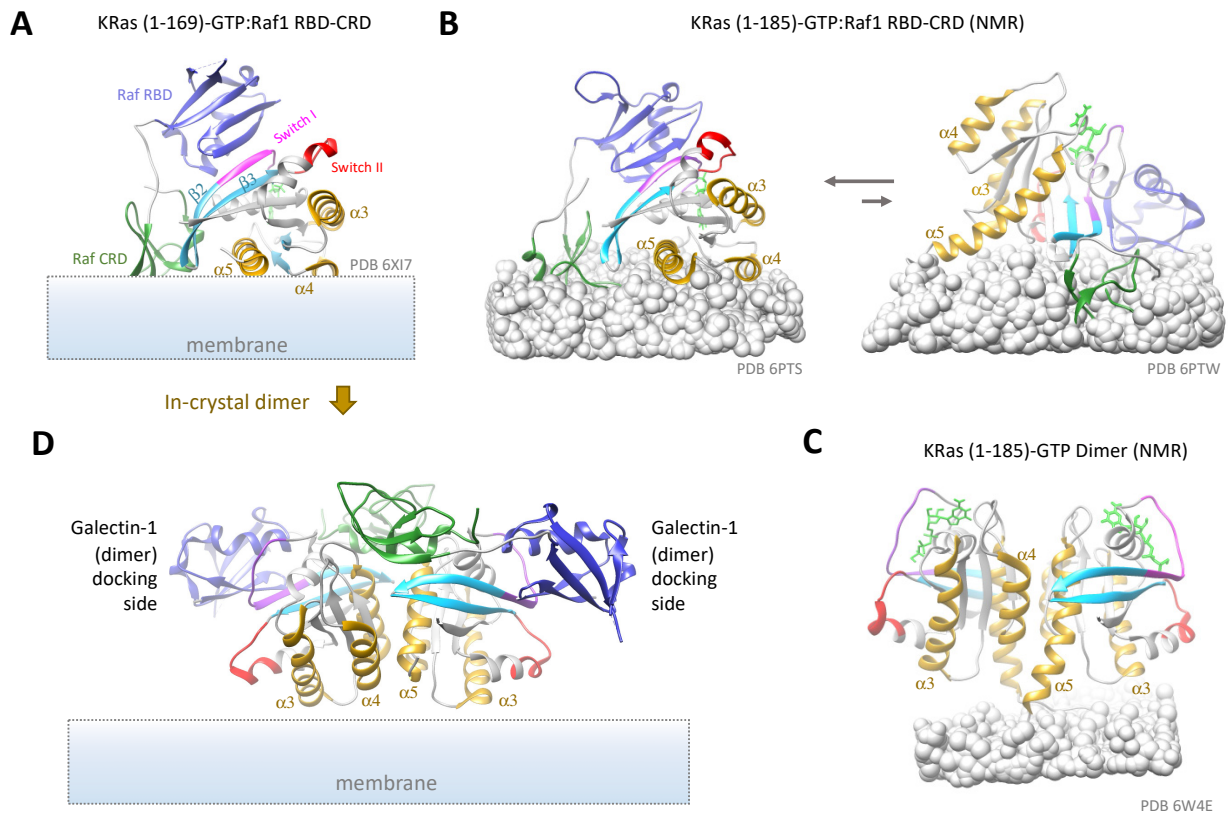 A
KRas (1-169)-GTP:Raf1 RBD-CRD
Raf RBD
Switch I
Switch II
β2
β3
α3
Raf CRD
α5
PDB 6XI7
α4
membrane
In-crystal dimer
B
KRas (1-185)-GTP:Raf1 RBD-CRD (NMR)
α3
α5
α4
PDB 6PTS
α4
α3
α5
PDB 6PTW
D
Galectin-1
(dimer)
docking
side
Galectin-1
(dimer)
docking
side
α3
α4
α5
α3
membrane
C
KRas (1-185)-GTP Dimer (NMR)
α4
α3
α5
α3
PDB 6W4E